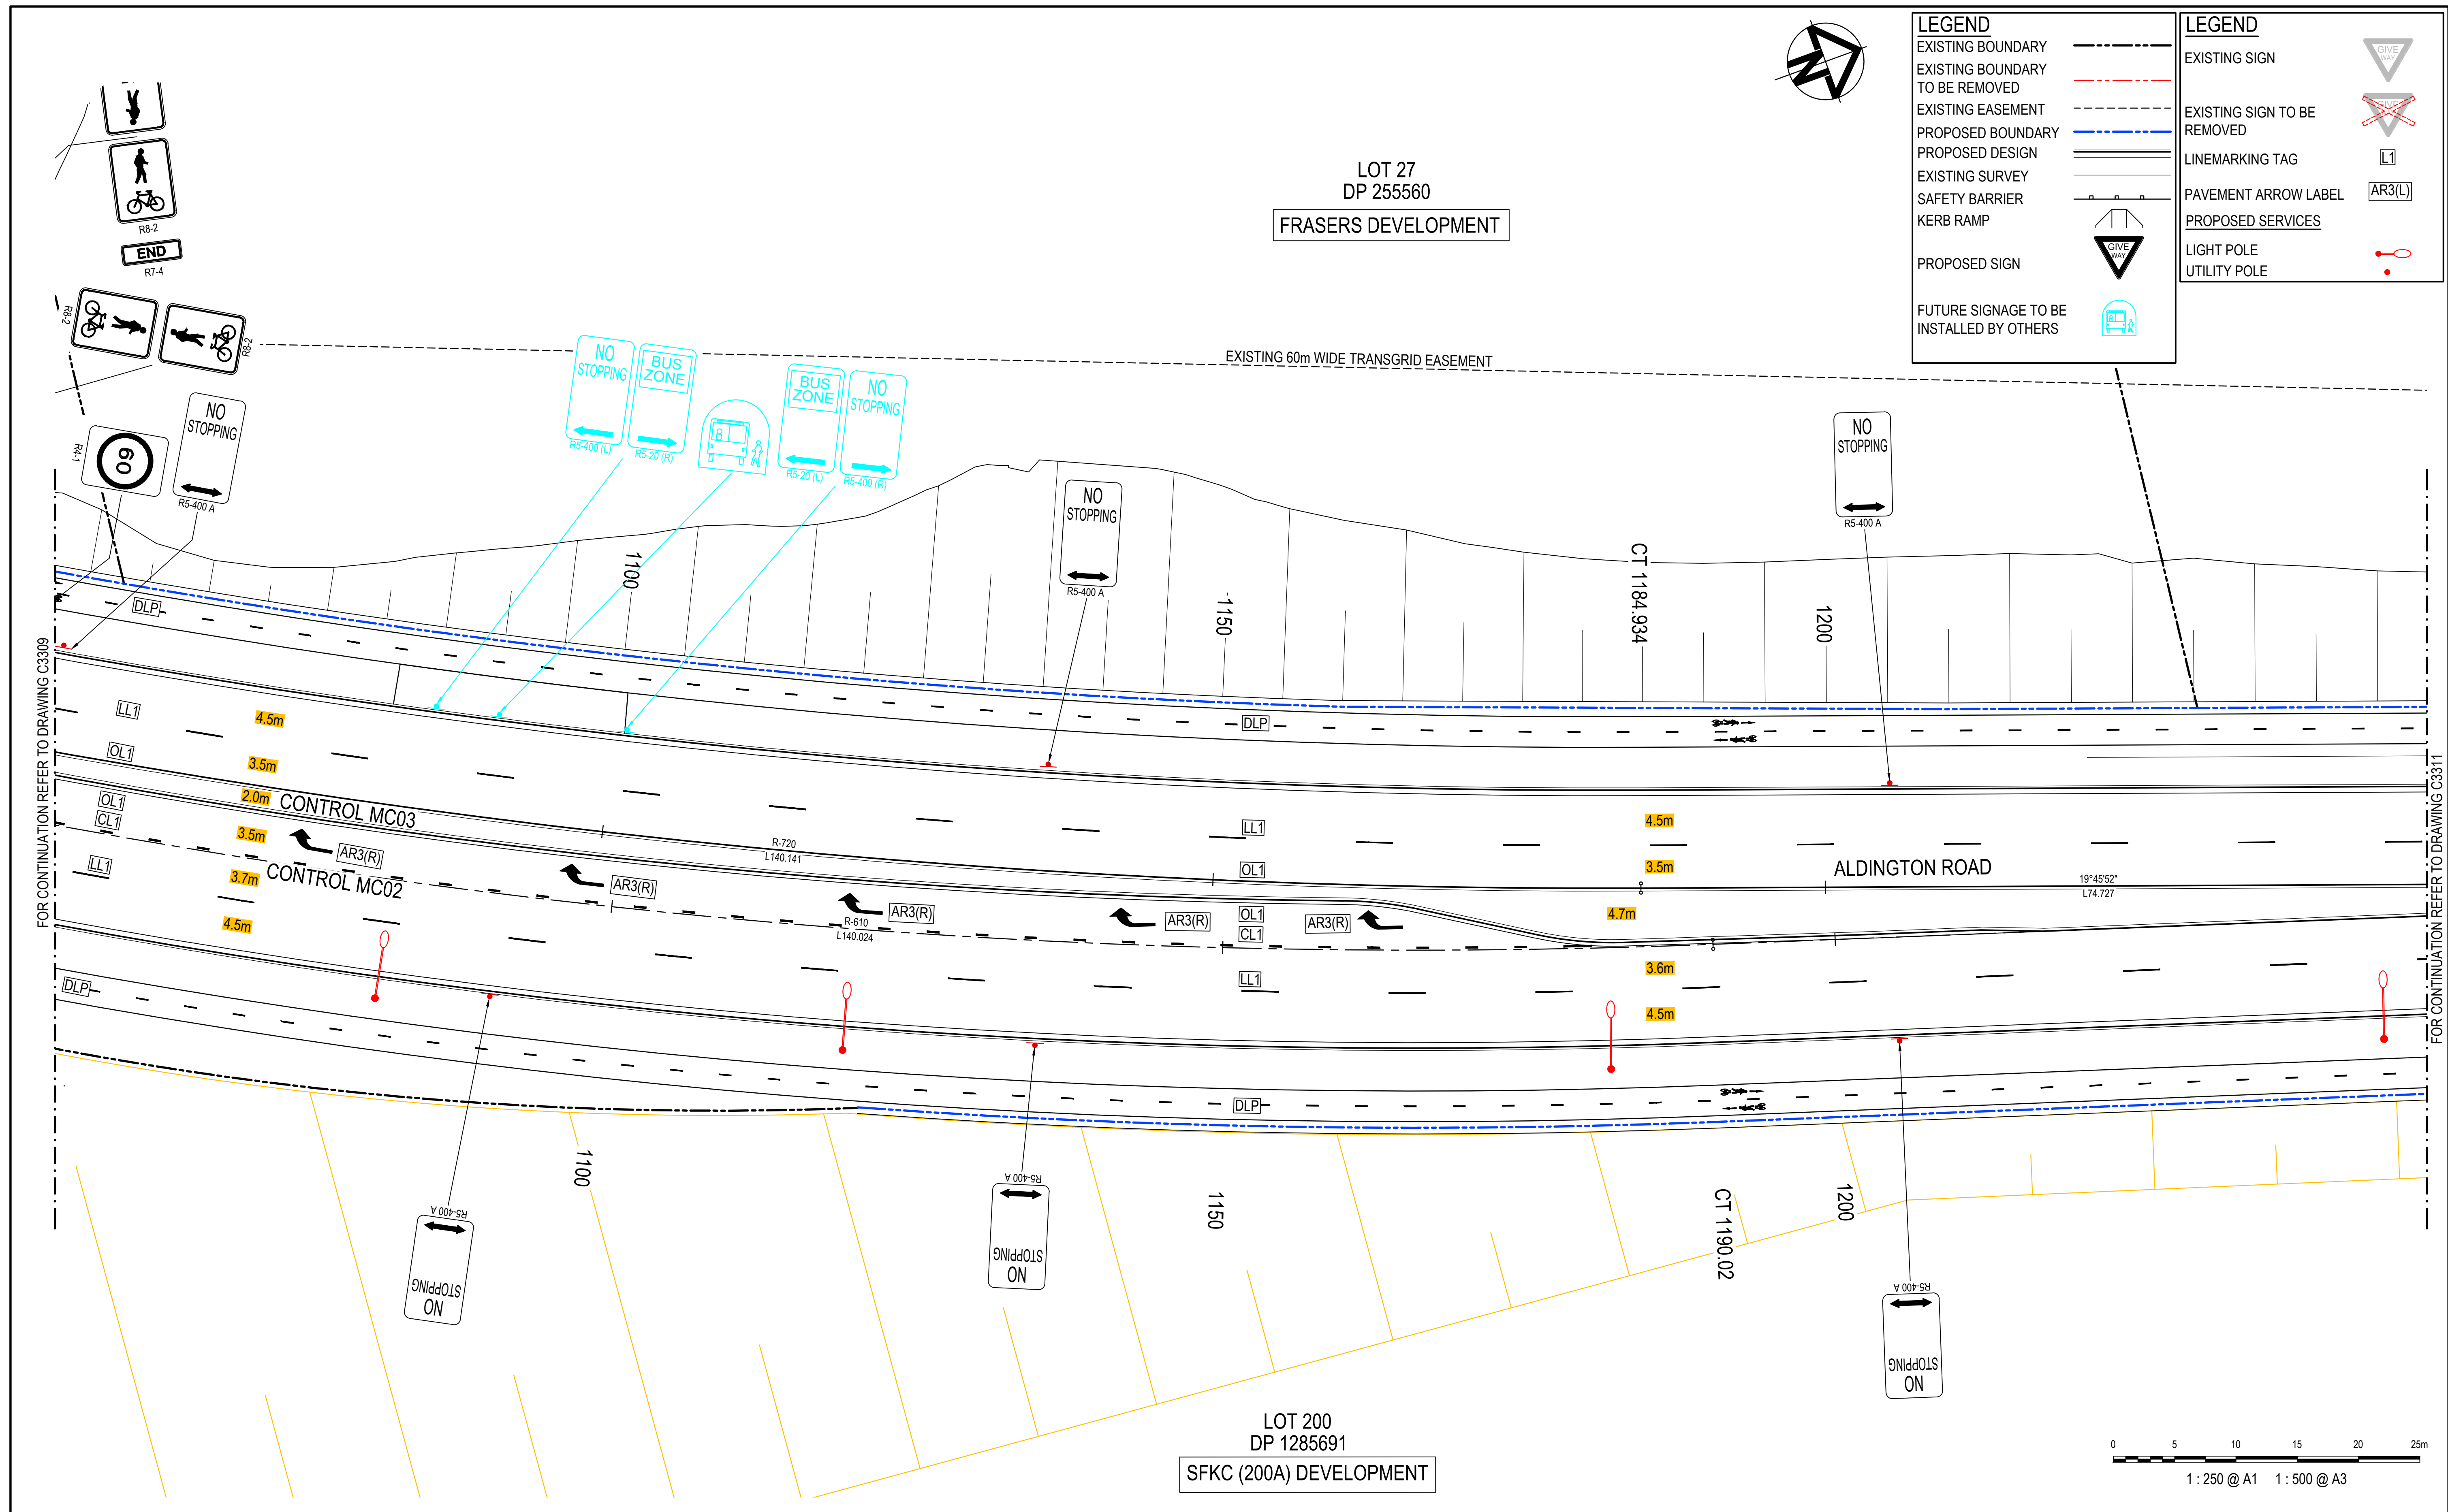 LEGEND
EXISTING BOUNDARY
EXISTING BOUNDARY
TO BE REMOVED
EXISTING EASEMENT
PROPOSED BOUNDARY
PROPOSED DESIGN
EXISTING SURVEY
SAFETY BARRIER
KERB RAMP
PROPOSED SIGN
GIVE
WAY
FUTURE SIGNAGE TO BE
INSTALLED BY OTHERS
LEGEND
EXISTING SIGN
GIVE
WAY
EXISTING SIGN TO BE
REMOVED
GIVE
LINEMARKING TAG
L1
PAVEMENT ARROW LABEL
AR3(L)
PROPOSED SERVICES
LIGHT POLE
UTILITY POLE
N
LOT 27
DP 255560
FRASERS DEVELOPMENT
R8-2
END
R7-4
R8-2
R8-2
EXISTING 60m WIDE TRANSGRID EASEMENT
NO
STOPPING
R5-400 (L)
BUS
ZONE
R5-20 (R)
BUS
ZONE
R5-20 (L)
NO
STOPPING
R5-400 (R)
R4-1
60
NO
STOPPING
R5-400 A
NO
STOPPING
R5-400 A
NO
STOPPING
R5-400 A
1100
1150
CT 1184.934
1200
FOR CONTINUATION REFER TO DRAWING C3309
FOR CONTINUATION REFER TO DRAWING C3311
DLP
DLP
LL1
4.5m
OL1
3.5m
OL1
2.0m
CONTROL MC03
CL1
3.5m
AR3(R)
LL1
3.7m
CONTROL MC02
4.5m
AR3(R)
R-720
L140.141
AR3(R)
R-610
L140.024
AR3(R)
AR3(R)
LL1
OL1
OL1
CL1
LL1
4.5m
3.5m
4.7m
3.6m
4.5m
ALDINGTON ROAD
19°45'52"
L74.727
DLP
DLP
1100
1150
CT 1190.02
1200
R5-400 A
STOPPING
NO
R5-400 A
STOPPING
NO
R5-400 A
STOPPING
NO
LOT 200
DP 1285691
SFKC (200A) DEVELOPMENT
0 5 10 15 20 25m
1 : 250 @ A1 1 : 500 @ A3